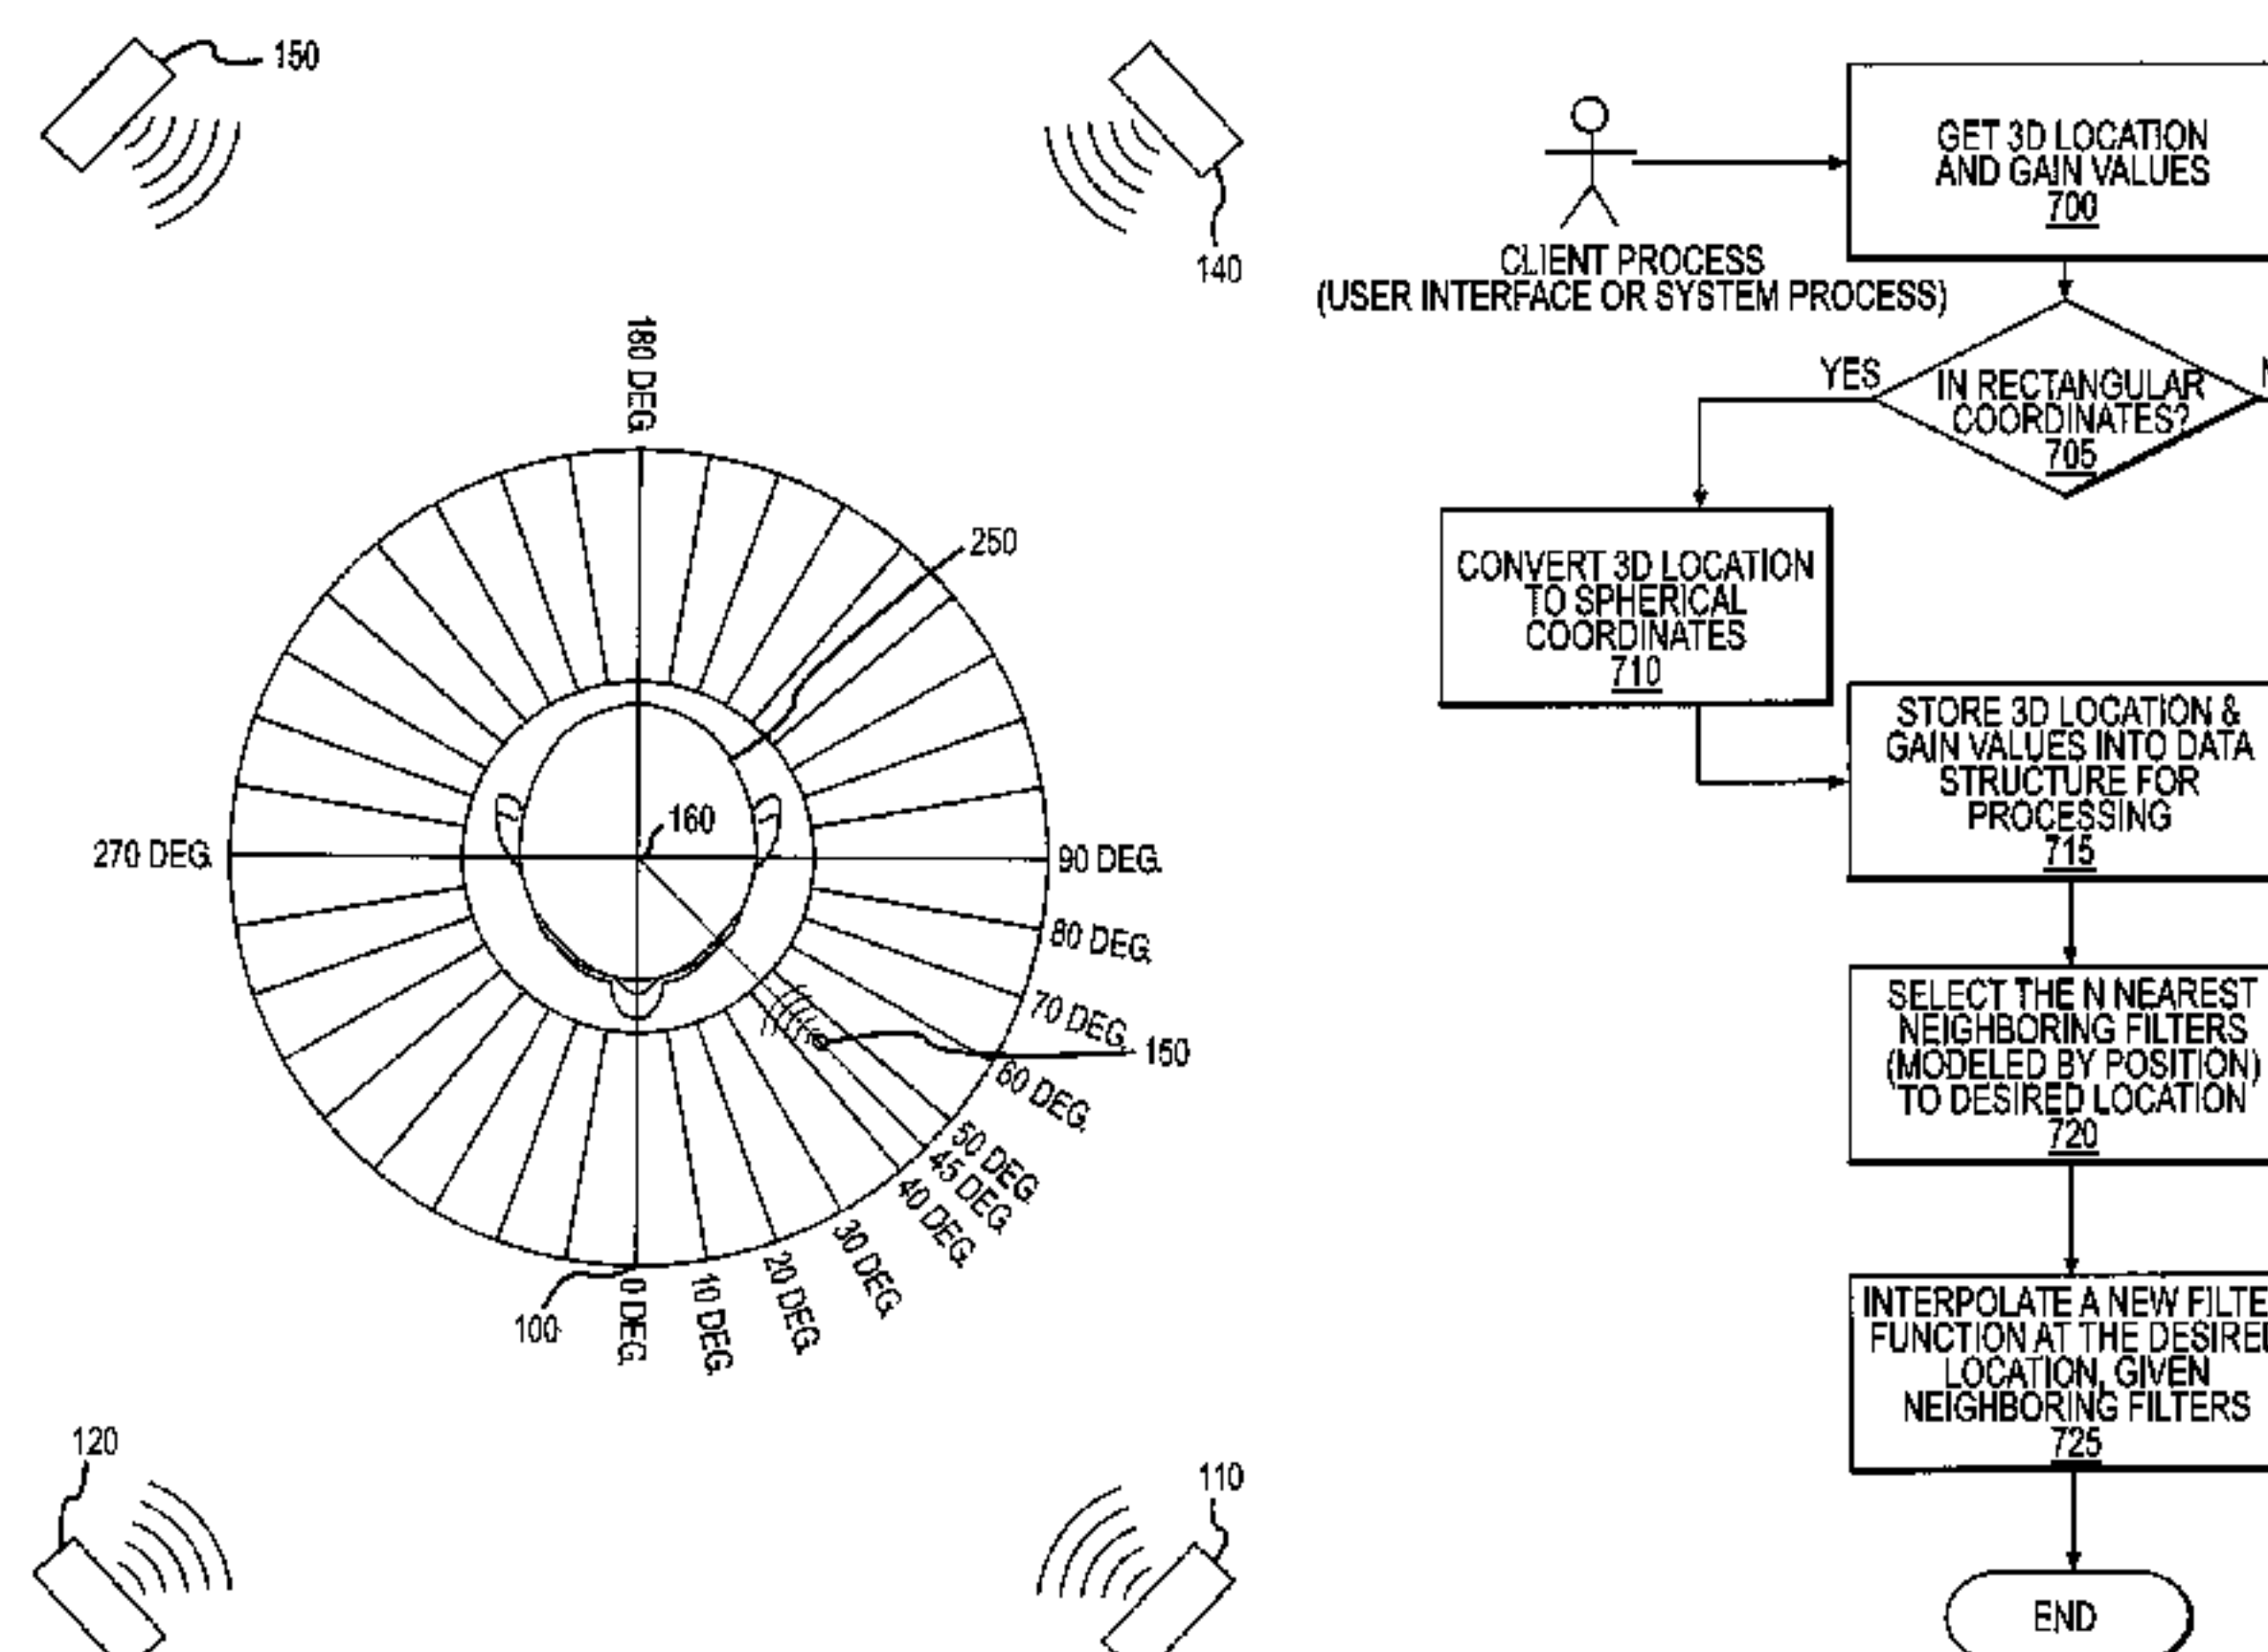 150
140
180 DEG.
250
160
270 DEG.
90 DEG.
80 DEG.
70 DEG.
150
60 DEG.
50 DEG.
45 DEG.
40 DEG.
30 DEG.
20 DEG.
10 DEG.
0 DEG.
100
120
110
CLIENT PROCESS
(USER INTERFACE OR SYSTEM PROCESS)
GET 3D LOCATION
AND GAIN VALUES
700
YES
IN RECTANGULAR
COORDINATES?
705
CONVERT 3D LOCATION
TO SPHERICAL
COORDINATES
710
STORE 3D LOCATION &
GAIN VALUES INTO DATA
STRUCTURE FOR
PROCESSING
715
SELECT THE N NEAREST
NEIGHBORING FILTERS
(MODELED BY POSITION)
TO DESIRED LOCATION
720
INTERPOLATE A NEW
FUNCTION AT THE
LOCATION, GIVEN
NEIGHBORING FILTERS
725
END